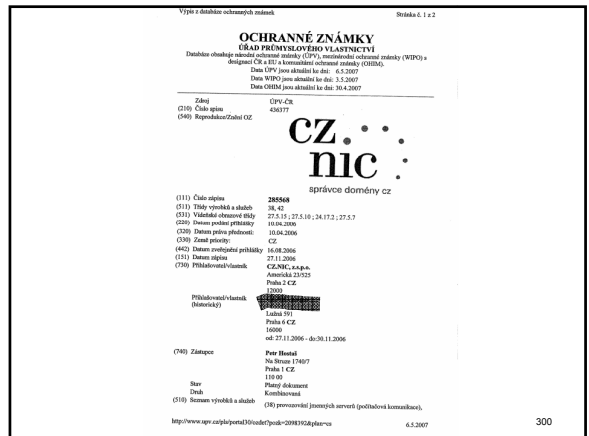 Výpis z databáze ochranných známek Stránka č. 1 z 2
OCHRANNÉ ZNÁMKY
ÚŘAD PRŮMYSLOVÉHO VLASTNICTVÍ
Databáze obsahuje národní ochranné známky (ÚPV), mezinárodní ochranné známky (WIPO) s
designací ČR a EU a komunitární ochranné známky (OHIM).
Data ÚPV jsou aktuální ke dni: 6.5.2007
Data WIPO jsou aktuální ke dni: 3.5.2007
Data OHIM jsou aktuální ke dni: 30.4.2007
Zdroj ÚPV-ČR
(210) Číslo spisu 436377
(540) Reprodukce/Znění OZ
cz.
nic
správce domény cz
(111) Číslo zápisu 285568
(511) Třídy výrobků a služeb 38, 42
(531) Vídeňské obrazové třídy 27.5.15 ; 27.5.10 ; 24.17.2 ; 27.5.7
(220) Datum podání přihlášky 10.04.2006
(320) Datum práva přednosti: 10.04.2006
(330) Země priority: CZ
(442) Datum zveřejnění prihlášky 16.08.2006
(151) Datum zápisu 27.11.2006
(730) Přihlašovatel/vlastník CZ.NIC, z.s.p.o.
Americká 23/525
Praha 2 CZ
12000
Přihlašovatel/vlastník
(historický)
Lužná 591
Praha 6 CZ
16000
od: 27.11.2006 - do:30.11.2006
(740) Zástupce Petr Hostaš
Na Struze 1740/7
Praha 1 CZ
110 00
Stav Platný dokument
Druh Kombinovaná
(510) Seznam výrobků a služeb
(38) provozování jmenných serverů (počítačová komunikace),
http://www.upv.cz/pls/portal30/ozdet?pozk=2098392&plan=cs 6.5.2007
300